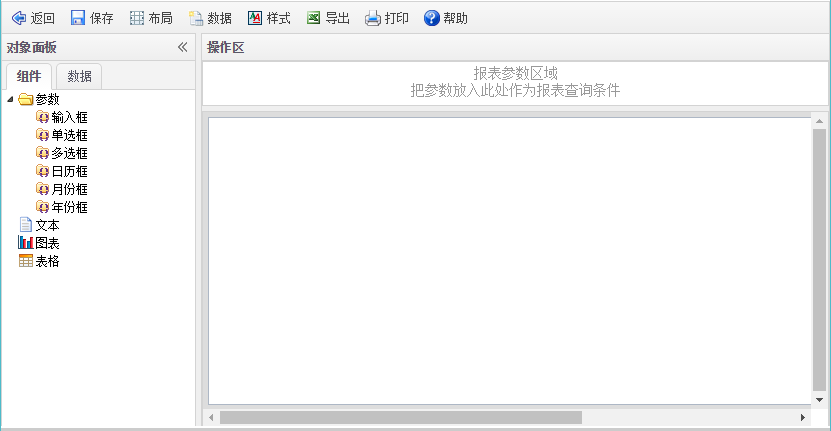 返回 保存 布局 数据 样式 导出 打印 帮助
对象面板
操作区
组件 数据
报表参数区域
把参数放入此处作为报表查询条件
参数
输入框
单选框
多选框
日历框
月份框
年份框
文本
图表
表格